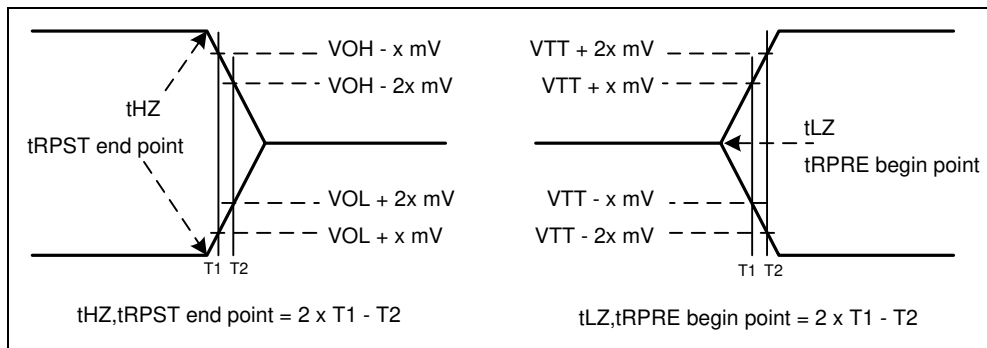 VOH - x mV
VOH - 2x mV
tHZ
tRPST end point
VOL + 2x mV
VOL + x mV
T1 T2
tHZ,tRPST end point = 2 x T1 - T2
VTT + 2x mV
VTT + x mV
tLZ
tRPRE begin point
VTT - x mV
VTT - 2x mV
T1 T2
tLZ,tRPRE begin point = 2 x T1 - T2